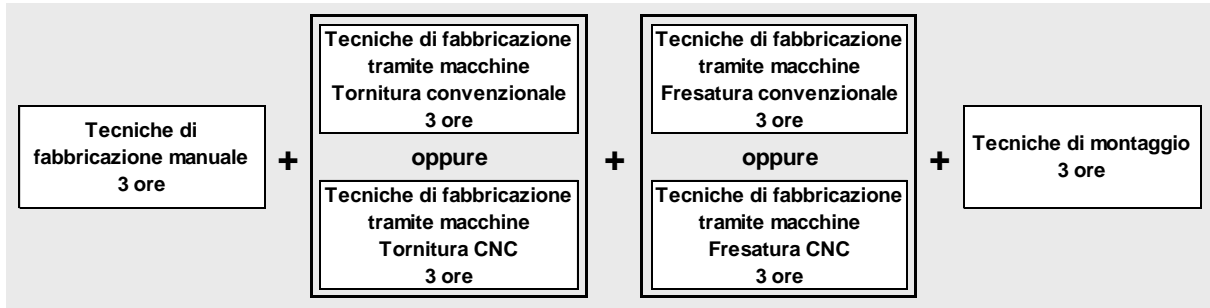 Tecniche di
fabbricazione manuale
3 ore
+
Tecniche di fabbricazione
tramite macchine
Tornitura convenzionale
3 ore
oppure
Tecniche di fabbricazione
tramite macchine
Tornitura CNC
3 ore
+
Tecniche di fabbricazione
tramite macchine
Fresatura convenzionale
3 ore
oppure
Tecniche di fabbricazione
tramite macchine
Fresatura CNC
3 ore
+
Tecniche di montaggio
3 ore